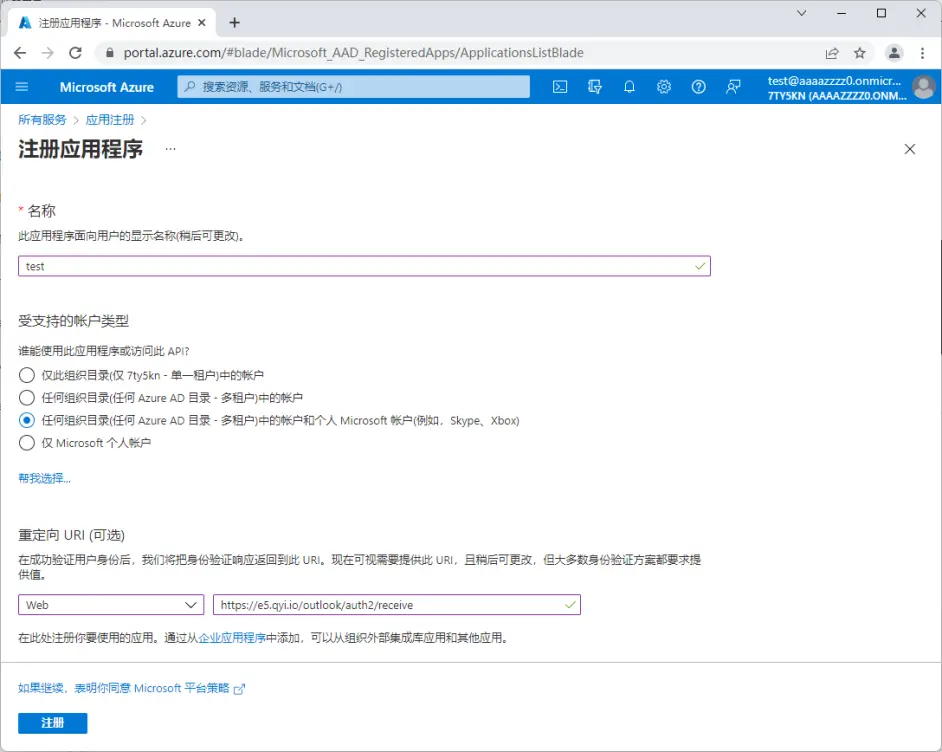 注册应用程序 - Microsoft Azure
portal.azure.com/#blade/Microsoft_AAD_RegisteredApps/ApplicationsListBlade
Microsoft Azure
搜索资源、服务和文档(G+/)
test@aaaazzzz0.onmicr...
7TY5KN (AAAAZZZZ0.ONM...
所有服务 > 应用注册 >
注册应用程序 ...
* 名称
此应用程序面向用户的显示名称(稍后可更改)。
test
受支持的帐户类型
谁能使用此应用程序或访问此 API?
仅此组织目录(仅 7ty5kn - 单一租户)中的帐户
任何组织目录(任何 Azure AD 目录 - 多租户)中的帐户
任何组织目录(任何 Azure AD 目录 - 多租户)中的帐户和个人 Microsoft 帐户(例如，Skype、Xbox)
仅 Microsoft 个人帐户
帮我选择...
重定向 URI (可选)
在成功验证用户身份后，我们将把身份验证响应返回到此 URI。现在可视需要提供此 URI，且稍后可更改，但大多数身份验证方案都要求提
供值。
Web
https://e5.qyi.io/outlook/auth2/receive
在此处注册你要使用的应用。通过从企业应用程序中添加，可以从组织外部集成库应用和其他应用。
如果继续，表明你同意 Microsoft 平台策略
注册